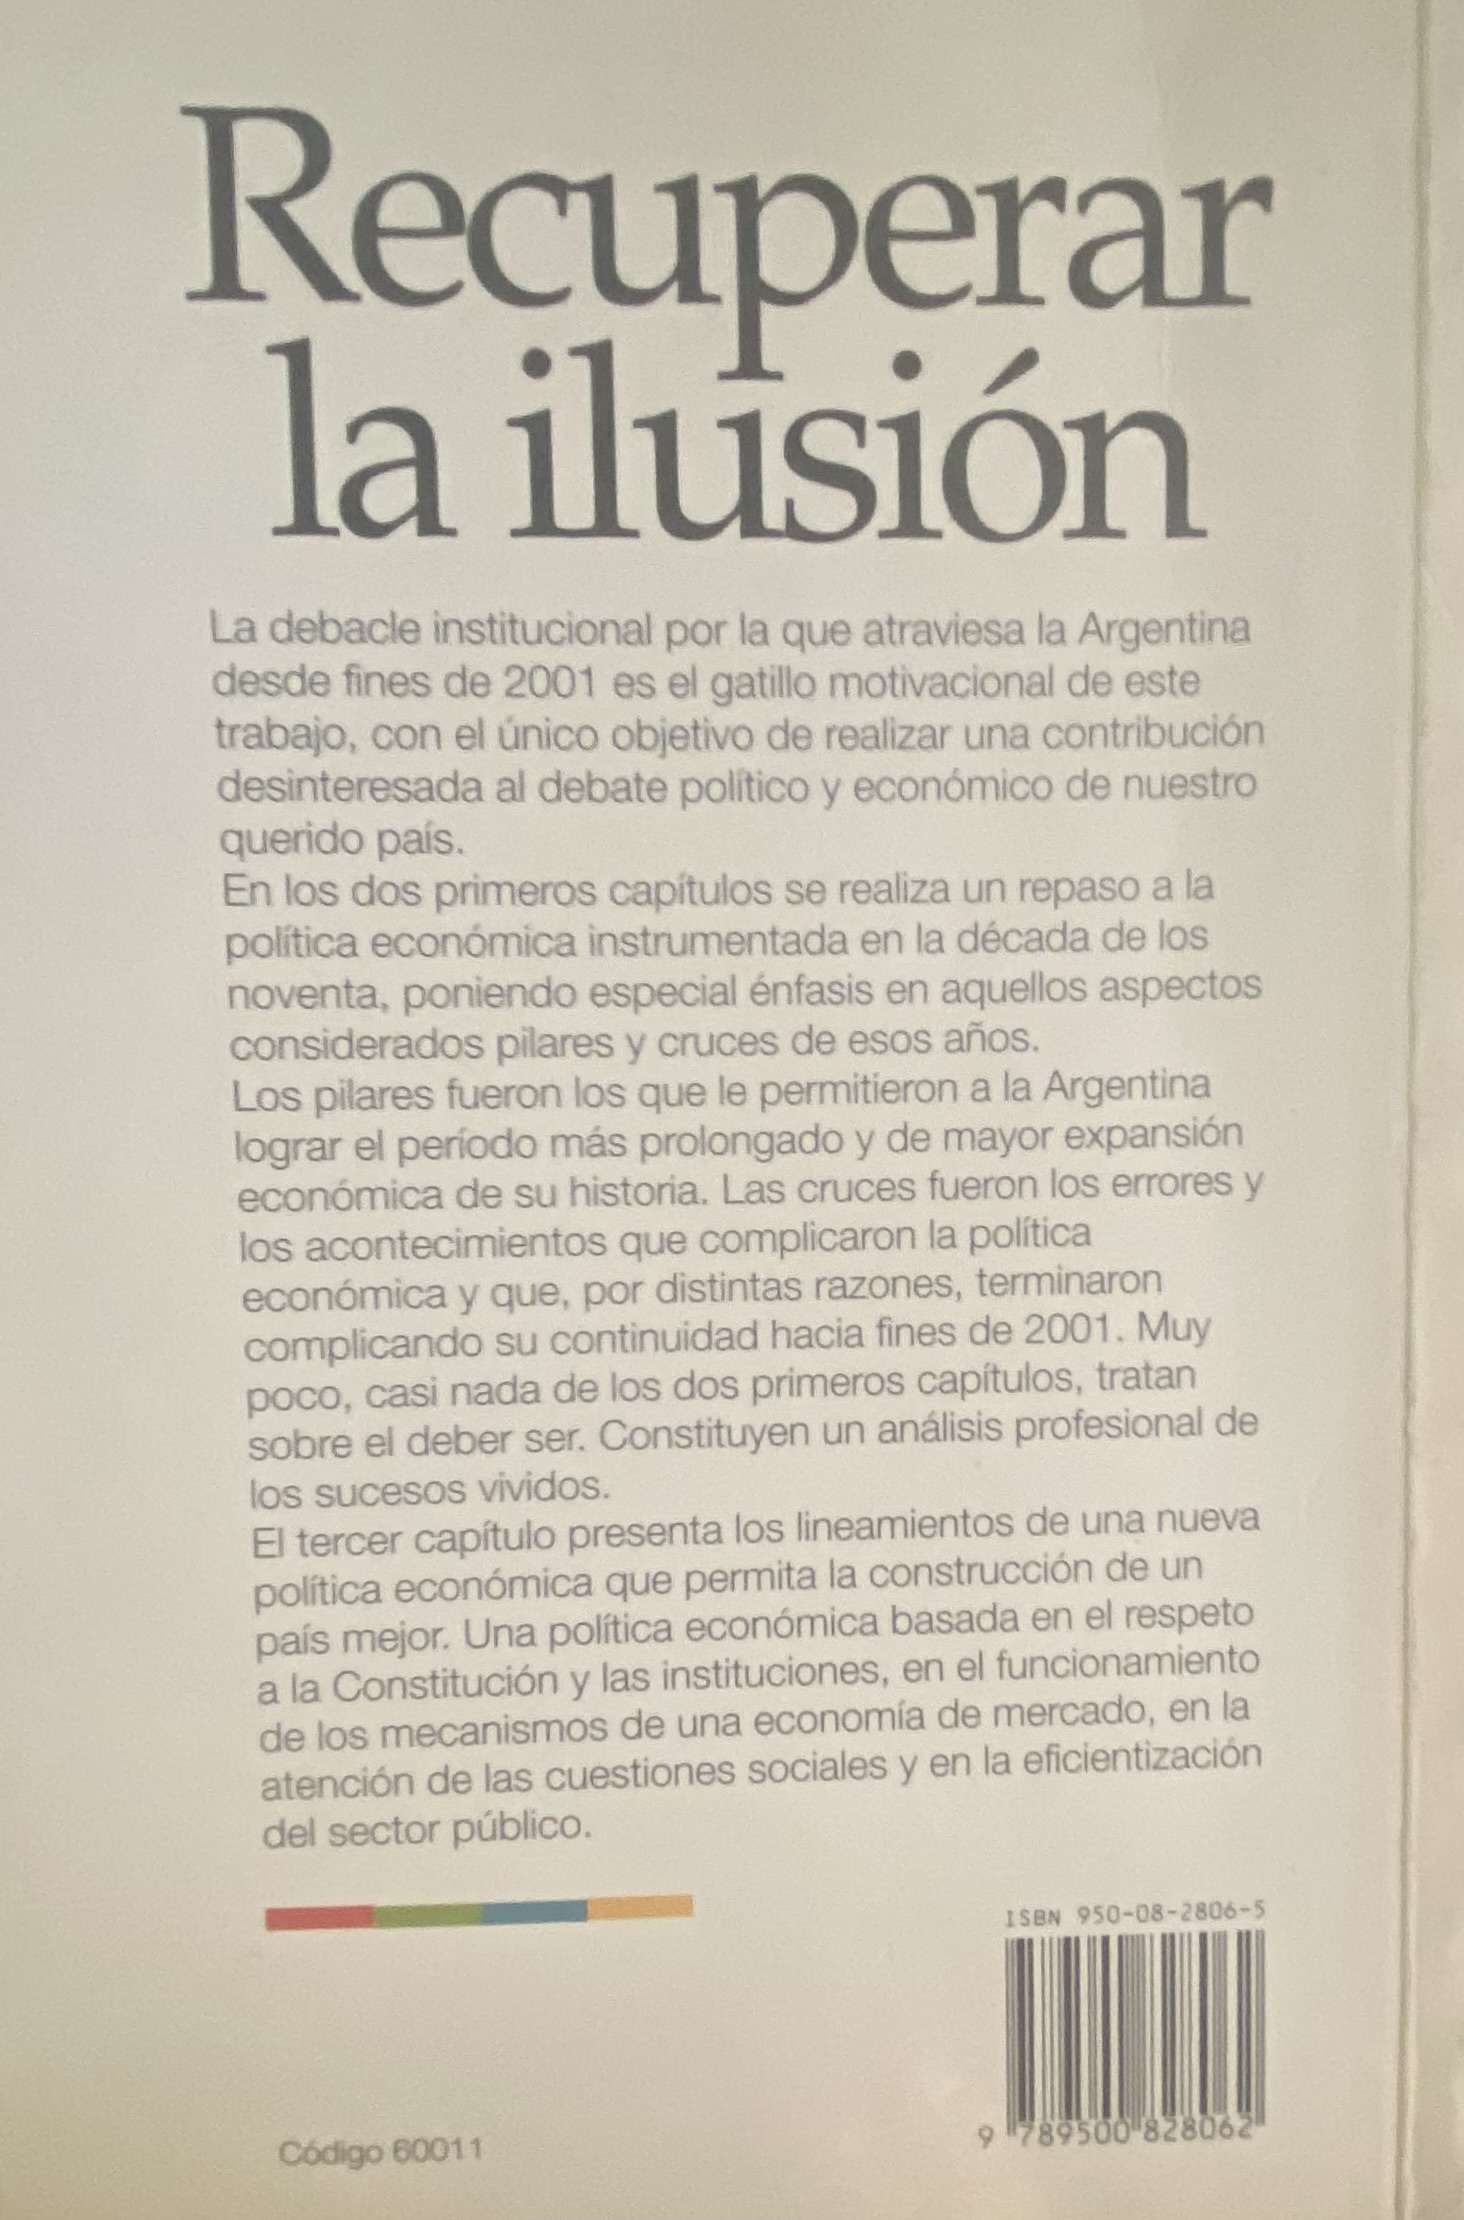 Recuperar
la ilusión
La debacle institucional por la que atraviesa la Argentina
desde fines de 2001 es el gatillo motivacional de este
trabajo, con el único objetivo de realizar una contribución
desinteresada al debate político y económico de nuestro
querido país.
En los dos primeros capítulos se realiza un repaso a la
política económica instrumentada en la década de los
noventa, poniendo especial énfasis en aquellos aspectos
considerados pilares y cruces de esos años.
Los pilares fueron los que le permitieron a la Argentina
lograr el período más prolongado y de mayor expansión
económica de su historia. Las cruces fueron los errores y
los acontecimientos que complicaron la política
económica y que, por distintas razones, terminaron
complicando su continuidad hacia fines de 2001. Muy
poco, casi nada de los dos primeros capítulos, tratan
sobre el deber ser. Constituyen un análisis profesional de
los sucesos vividos.
El tercer capítulo presenta los lineamientos de una nueva
política económica que permita la construcción de un
país mejor. Una política económica basada en el respeto
a la Constitución y las instituciones, en el funcionamiento
de los mecanismos de una economía de mercado, en la
atención de las cuestiones sociales y en la eficientización
del sector público.
ISBN 950-08-2806-5
9 789500 828062
Código 60011